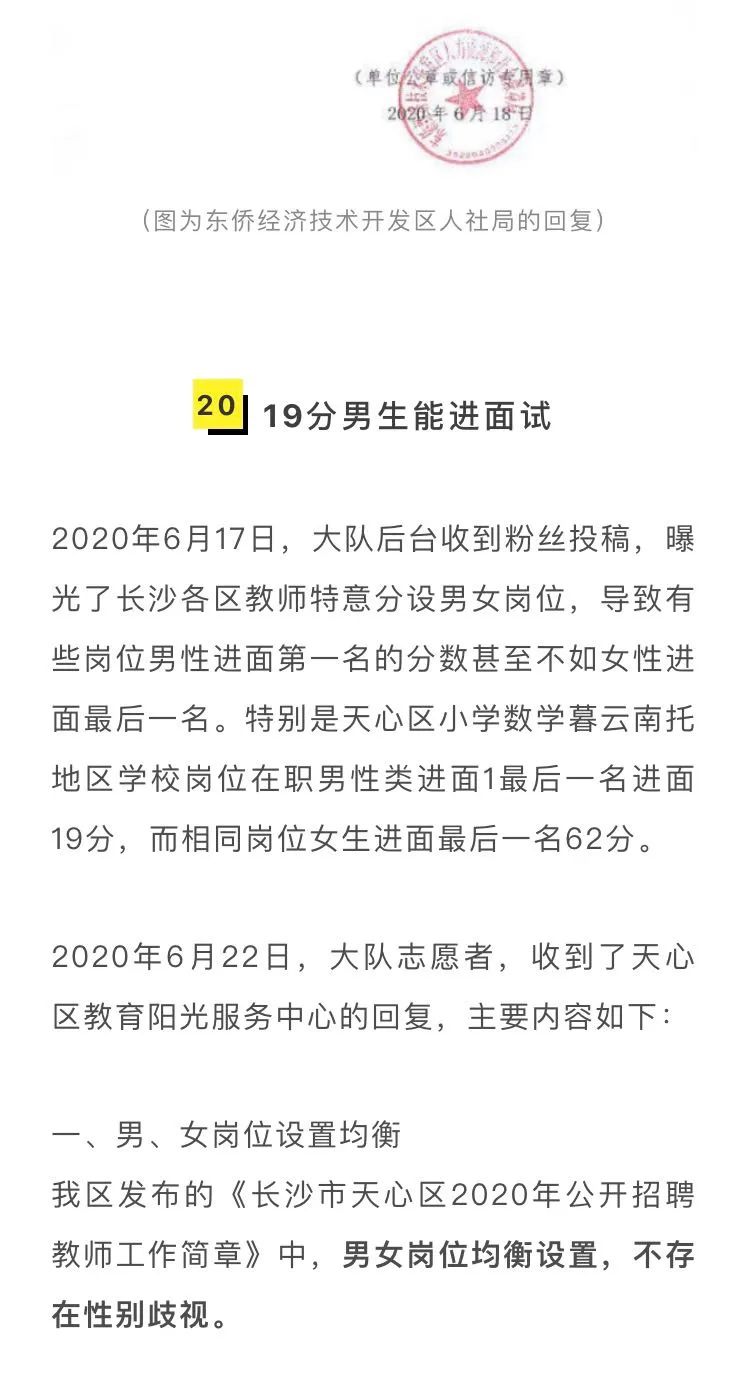 (单位公章或信访专用章)
2020年6月18日
(图为东侨经济技术开发区人社局的回复)
20
19分男生能进面试
2020年6月17日，大队后台收到粉丝投稿，曝
光了长沙各区教师特意分设男女岗位，导致有
些岗位男性进面第一名的分数甚至不如女性进
面最后一名。特别是天心区小学数学暮云南托
地区学校岗位在职男性类进面1最后一名进面
19分，而相同岗位女生进面最后一名62分。
2020年6月22日，大队志愿者，收到了天心
区教育阳光服务中心的回复，主要内容如下：
一、男、女岗位设置均衡
我区发布的《长沙市天心区2020年公开招聘
教师工作简章》中，男女岗位均衡设置，不存
在性别歧视。